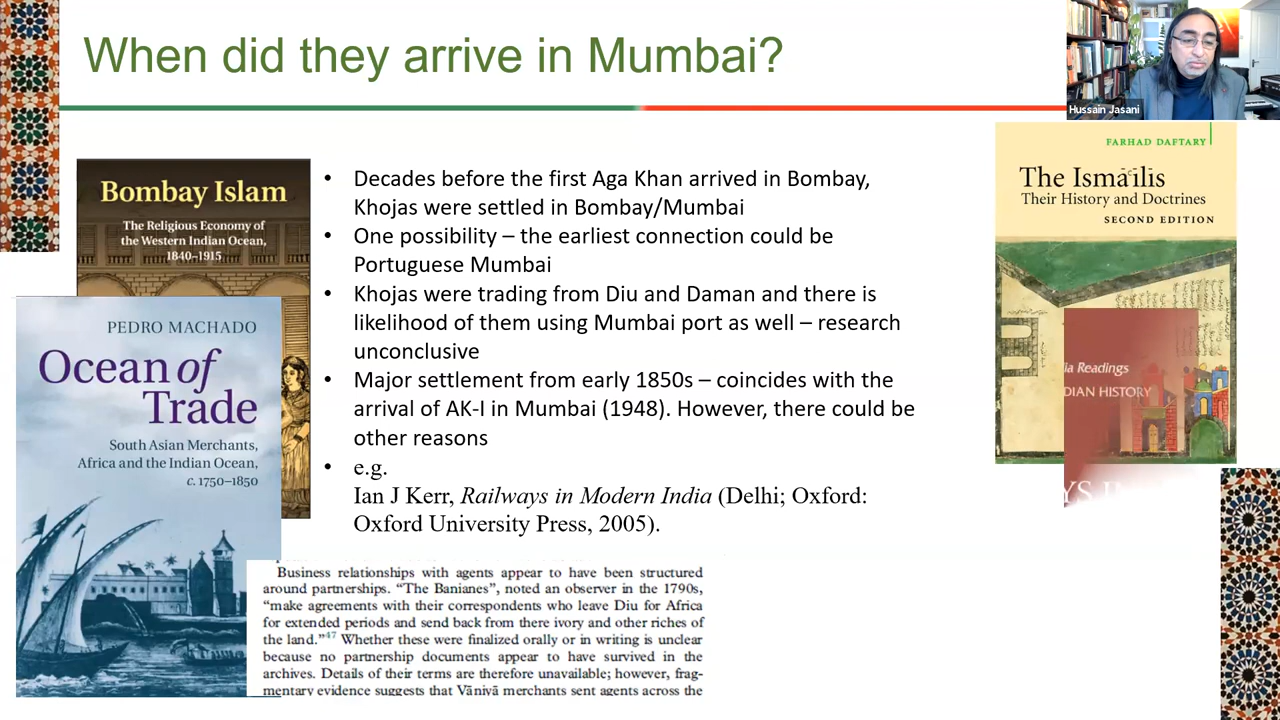 When did they arrive in Mumbai?
Hussain Jasani
Bombay Islam
The Religious Economy of
the Western Indian Ocean,
1840–1915
PEDRO MACHADO
Ocean of
Trade
South Asian Merchants,
Africa and the Indian Ocean,
c. 1750–1850
• Decades before the first Aga Khan arrived in Bombay,
Khojas were settled in Bombay/Mumbai
• One possibility – the earliest connection could be
Portuguese Mumbai
• Khojas were trading from Diu and Daman and there is
likelihood of them using Mumbai port as well – research
unconclusive
• Major settlement from early 1850s – coincides with the
arrival of AK-I in Mumbai (1948). However, there could be
other reasons
• e.g.
Ian J Kerr, Railways in Modern India (Delhi; Oxford:
Oxford University Press, 2005).
Business relationships with agents appear to have been structured
around partnerships. “The Banianes”, noted an observer in the 1790s,
“make agreements with their correspondents who leave Diu for Africa
for extended periods and send back from there ivory and other riches of
the land.”47 Whether these were finalized orally or in writing is unclear
because no partnership documents appear to have survived in the
archives. Details of their terms are therefore unavailable; however, frag-
mentary evidence suggests that Vāniyā merchants sent agents across the
FARHAD DAFTARY
The Ismāʿīlīs
Their History and Doctrines
SECOND EDITION
ia Readings
DIAN HISTORY